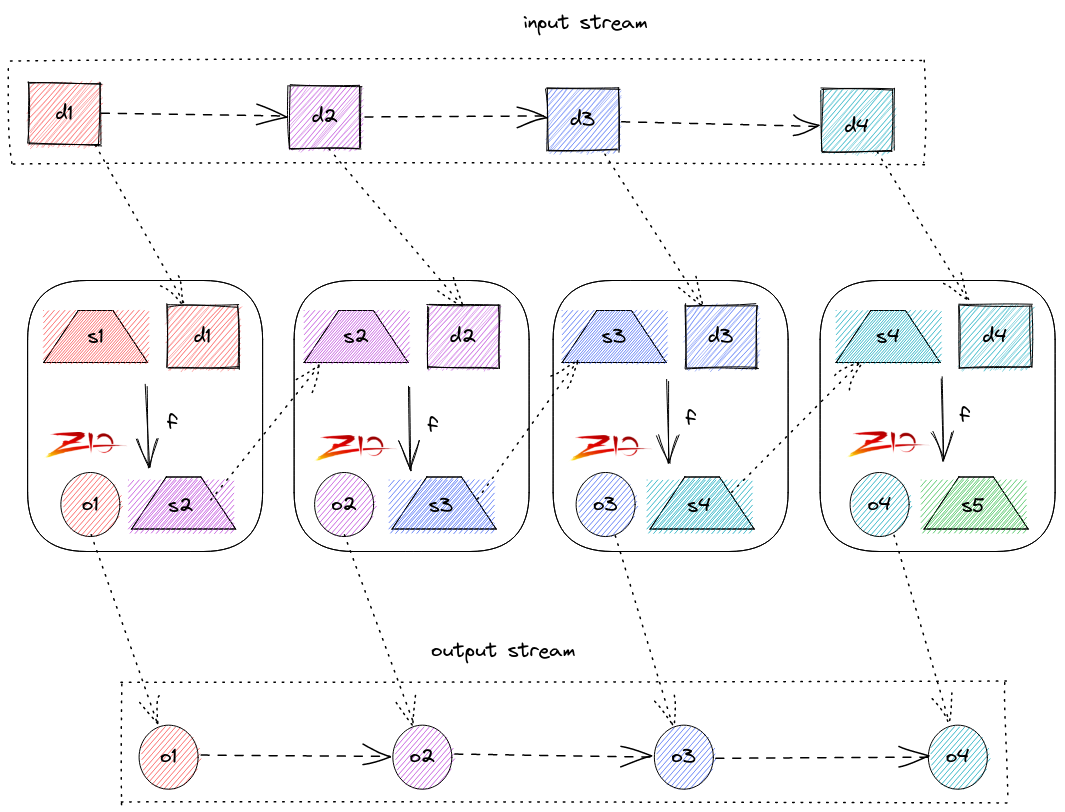 input stream
d1 d2 d3 d4
s1 d1 s2 d2 s3 d3 s4 d4
f f f f
ZIO ZIO ZIO ZIO
o1 s2 o2 s3 o3 s4 o4 s5
output stream
o1 o2 o3 o4